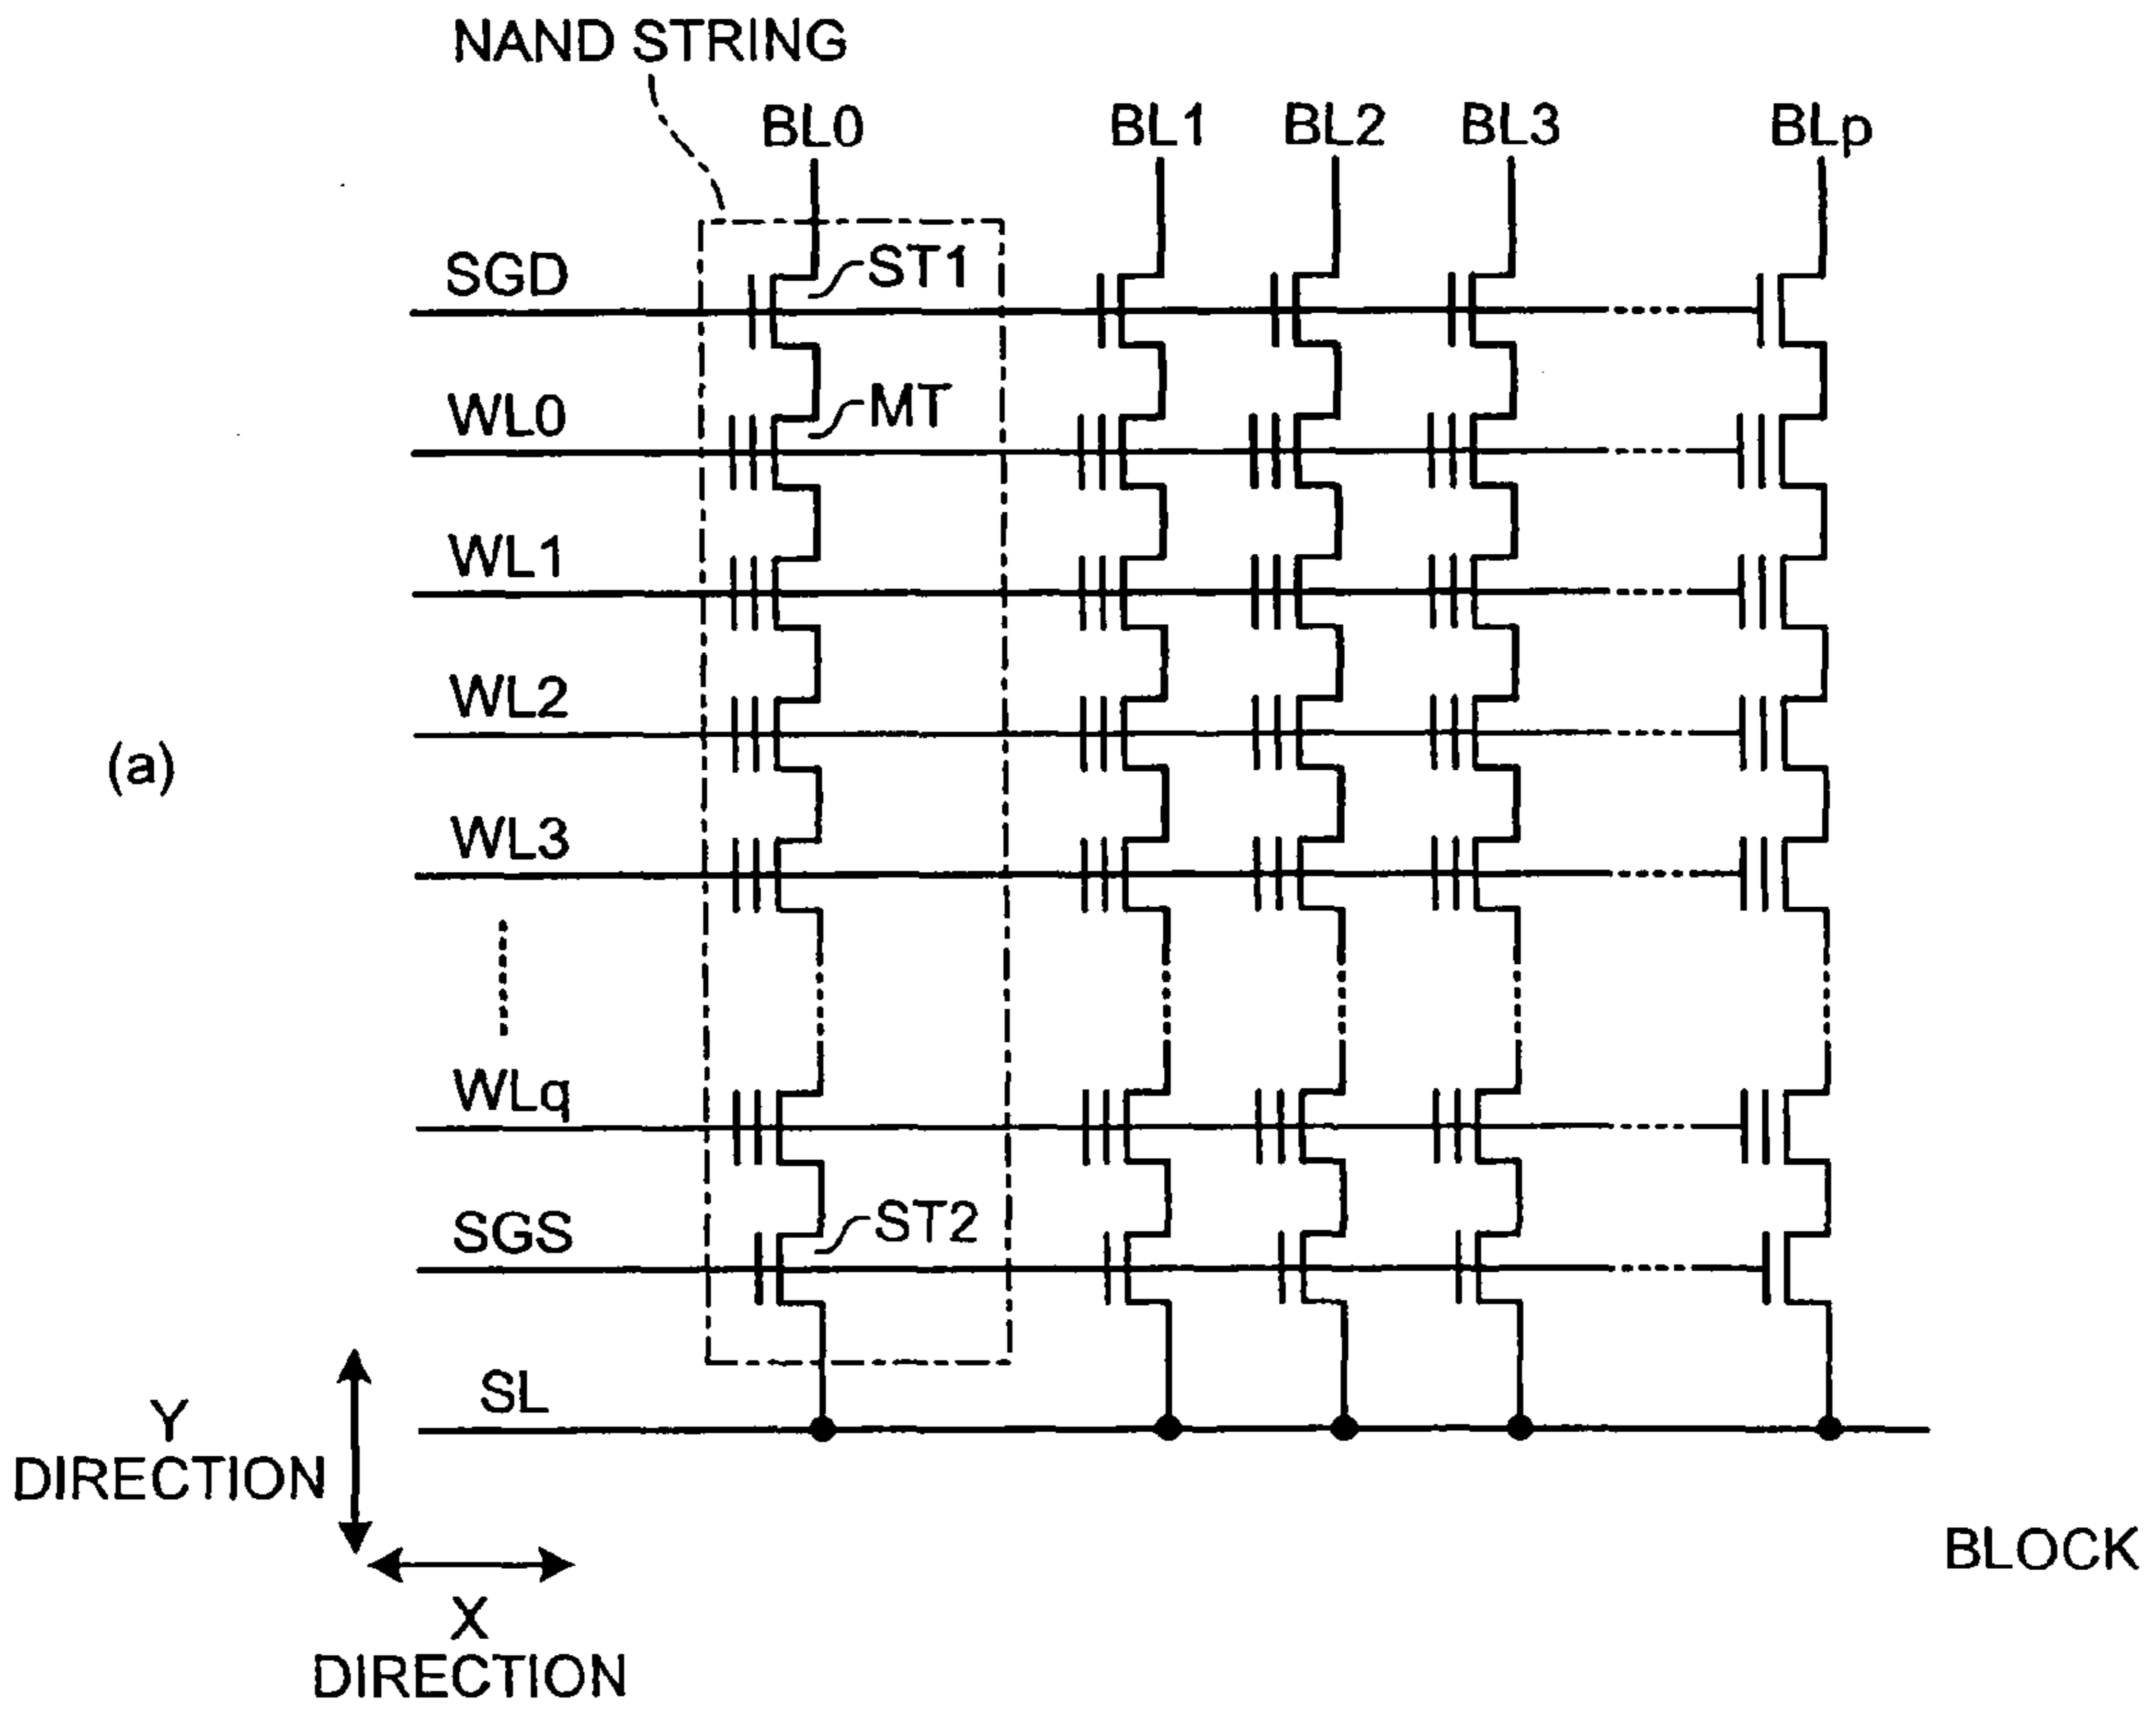 NAND STRING
BL0 BL1 BL2 BL3 BLp
SGD ST1
WL0 MT
WL1
WL2
(a)
WL3
WLq
SGS ST2
SL
Y
DIRECTION
BLOCK
X
DIRECTION